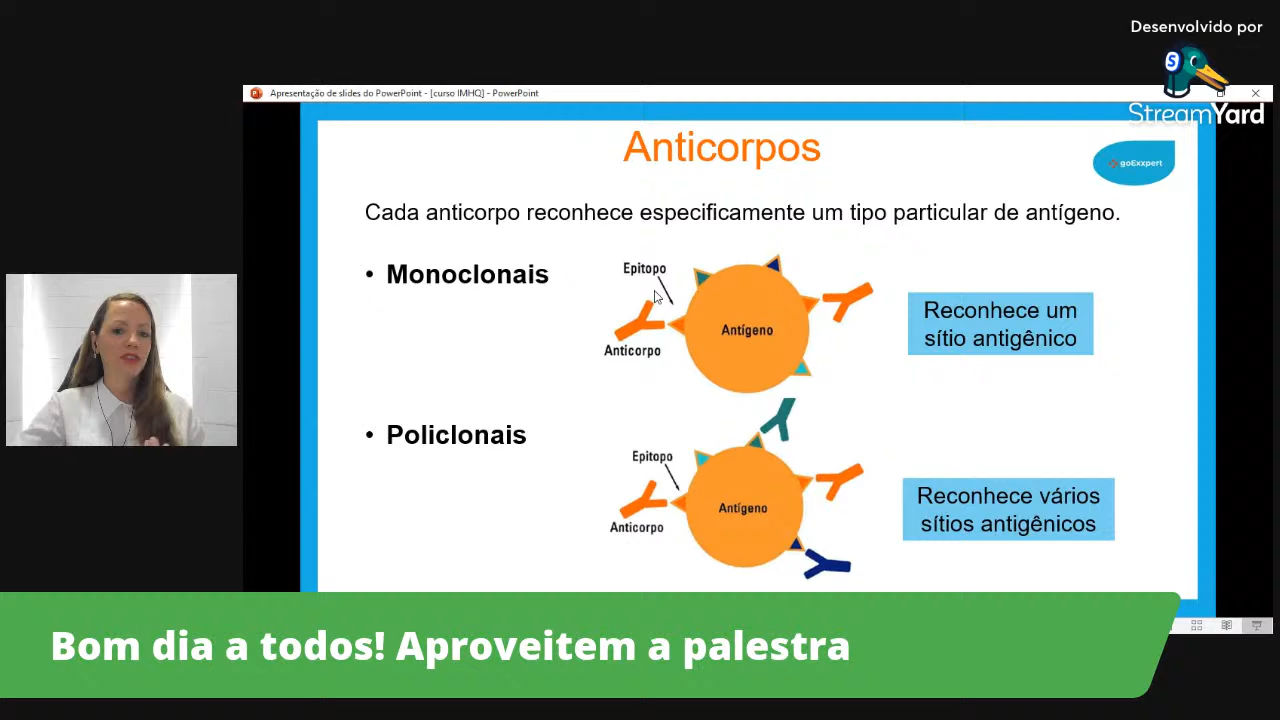 Desenvolvido por
StreamYard
Apresentação de slides do PowerPoint - [curso IMHQ] - PowerPoint
Anticorpos
goExxpert
Cada anticorpo reconhece especificamente um tipo particular de antígeno.
• Monoclonais
Epitopo
Anticorpo
Antígeno
Reconhece um
sítio antigênico
• Policlonais
Epitopo
Anticorpo
Antígeno
Reconhece vários
sítios antigênicos
Bom dia a todos! Aproveitem a palestra